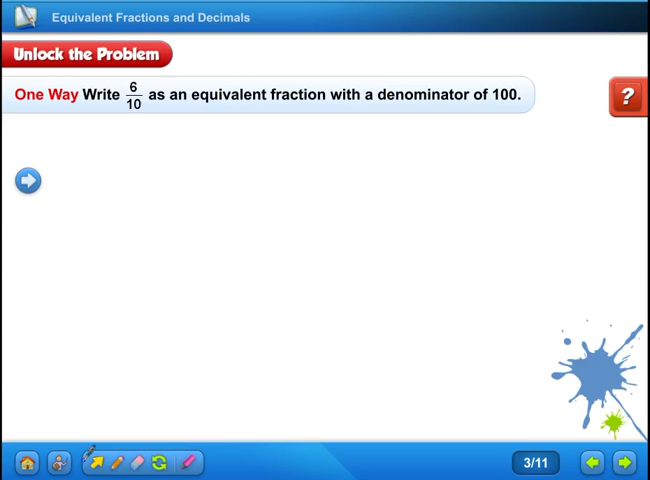 Equivalent Fractions and Decimals
Unlock the Problem
One Way Write 6/10 as an equivalent fraction with a denominator of 100.
?
3/11